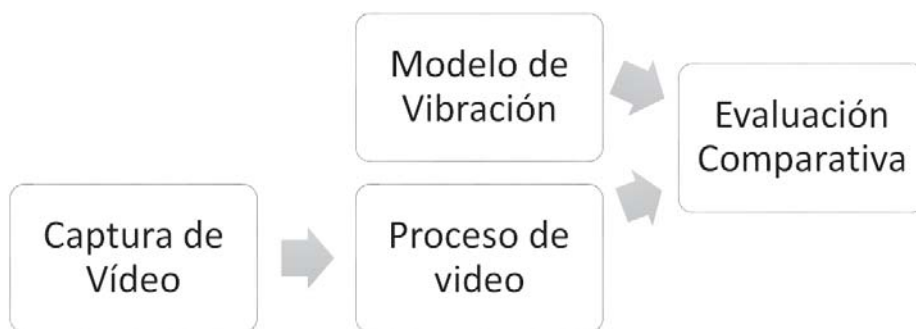 Modelo de
Vibración
Evaluación
Comparativa
Captura de
Vídeo
Proceso de
video